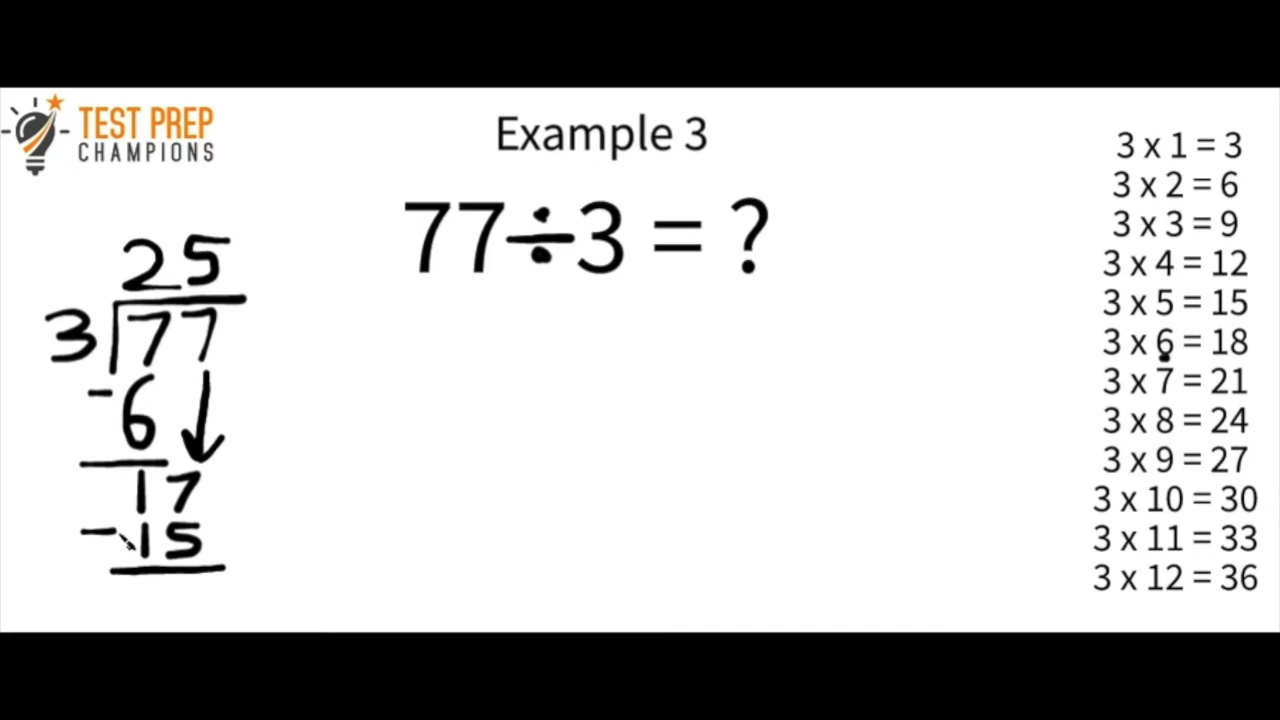 TEST PREP
CHAMPIONS
Example 3
77÷3 = ?
25
3 77
-6
17
-15
3 x 1 = 3
3 x 2 = 6
3 x 3 = 9
3 x 4 = 12
3 x 5 = 15
3 x 6 = 18
3 x 7 = 21
3 x 8 = 24
3 x 9 = 27
3 x 10 = 30
3 x 11 = 33
3 x 12 = 36